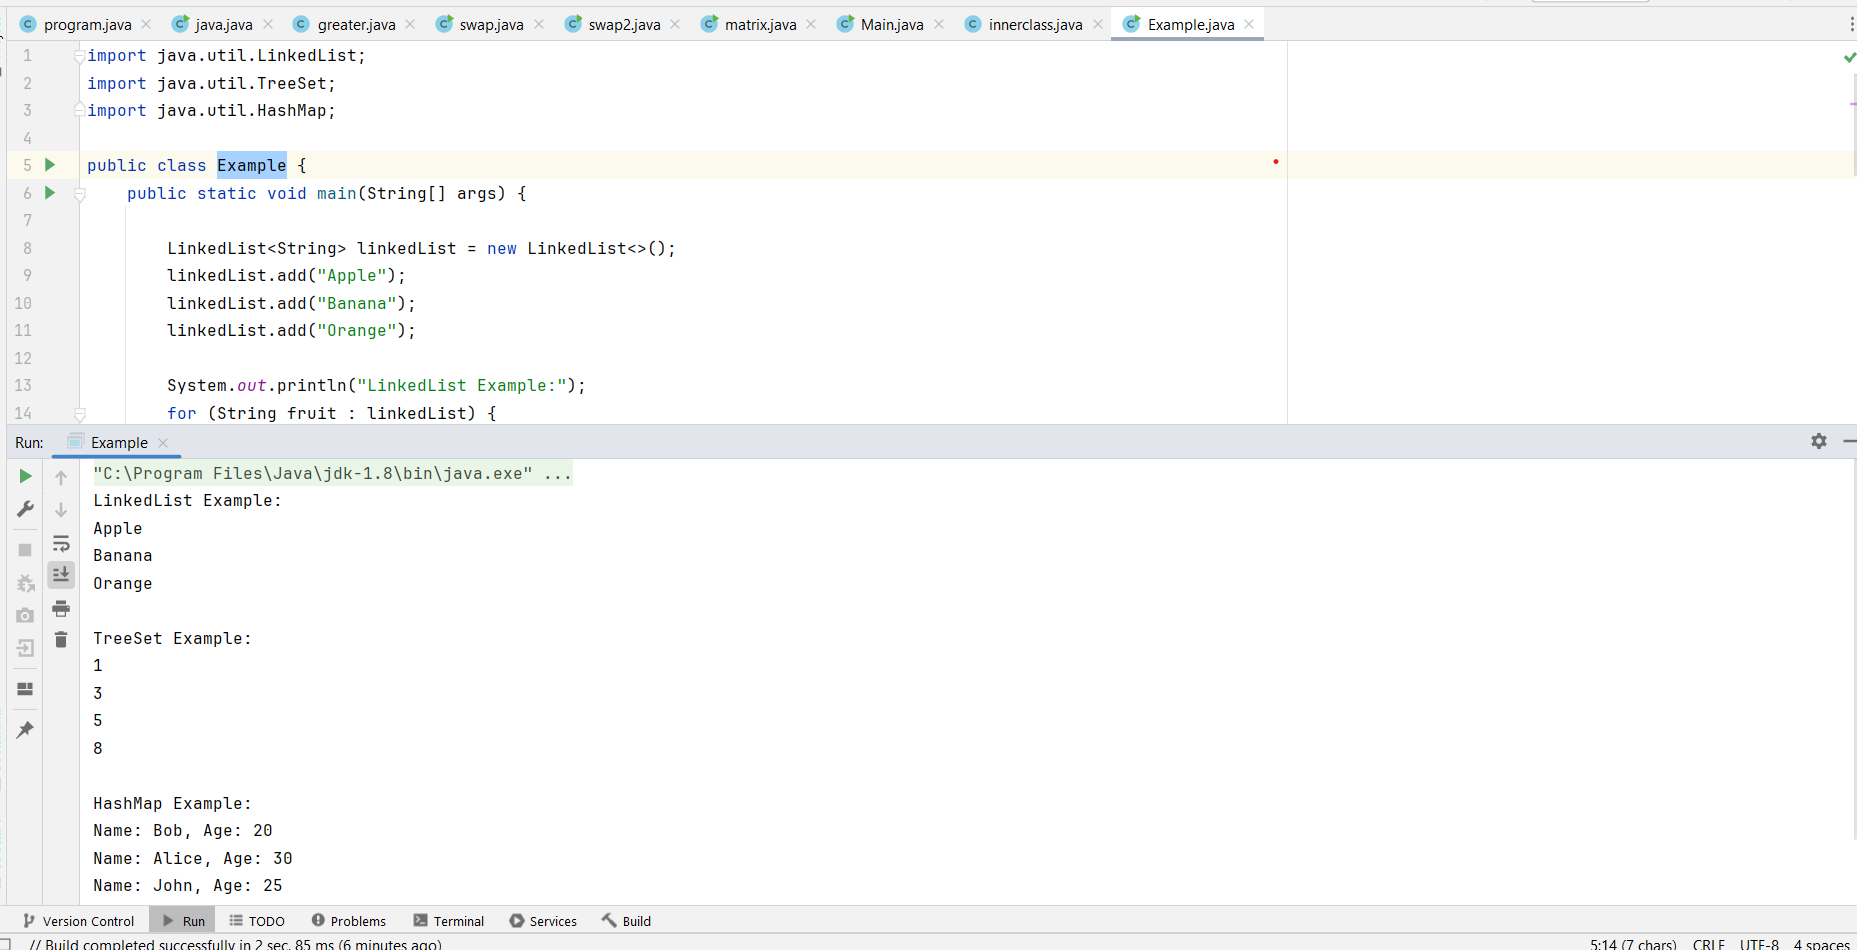 program.java java.java greater.java swap.java swap2.java matrix.java Main.java innerclass.java Example.java
1 import java.util.LinkedList;
2 import java.util.TreeSet;
3 import java.util.HashMap;
4
5 public class Example {
6 public static void main(String[] args) {
7
8 LinkedList<String> linkedList = new LinkedList<>();
9 linkedList.add("Apple");
10 linkedList.add("Banana");
11 linkedList.add("Orange");
12
13 System.out.println("LinkedList Example:");
14 for (String fruit : linkedList) {
Run: Example
"C:\Program Files\Java\jdk-1.8\bin\java.exe" ...
LinkedList Example:
Apple
Banana
Orange
TreeSet Example:
1
3
5
8
HashMap Example:
Name: Bob, Age: 20
Name: Alice, Age: 30
Name: John, Age: 25
Version Control Run TODO Problems Terminal Services Build
// Build completed successfully in 2 sec, 85 ms (6 minutes ago) 5:14 (7 chars) CRLF UTF-8 4 spaces